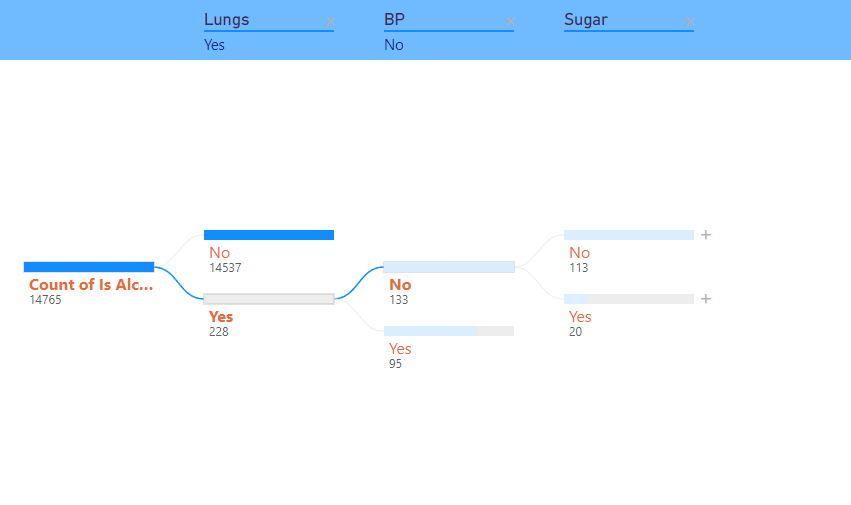 Lungs
BP
Sugar
Yes
No
No
14537
No
113
Count of Is Alc...
14765
No
133
Yes
228
Yes
20
Yes
95